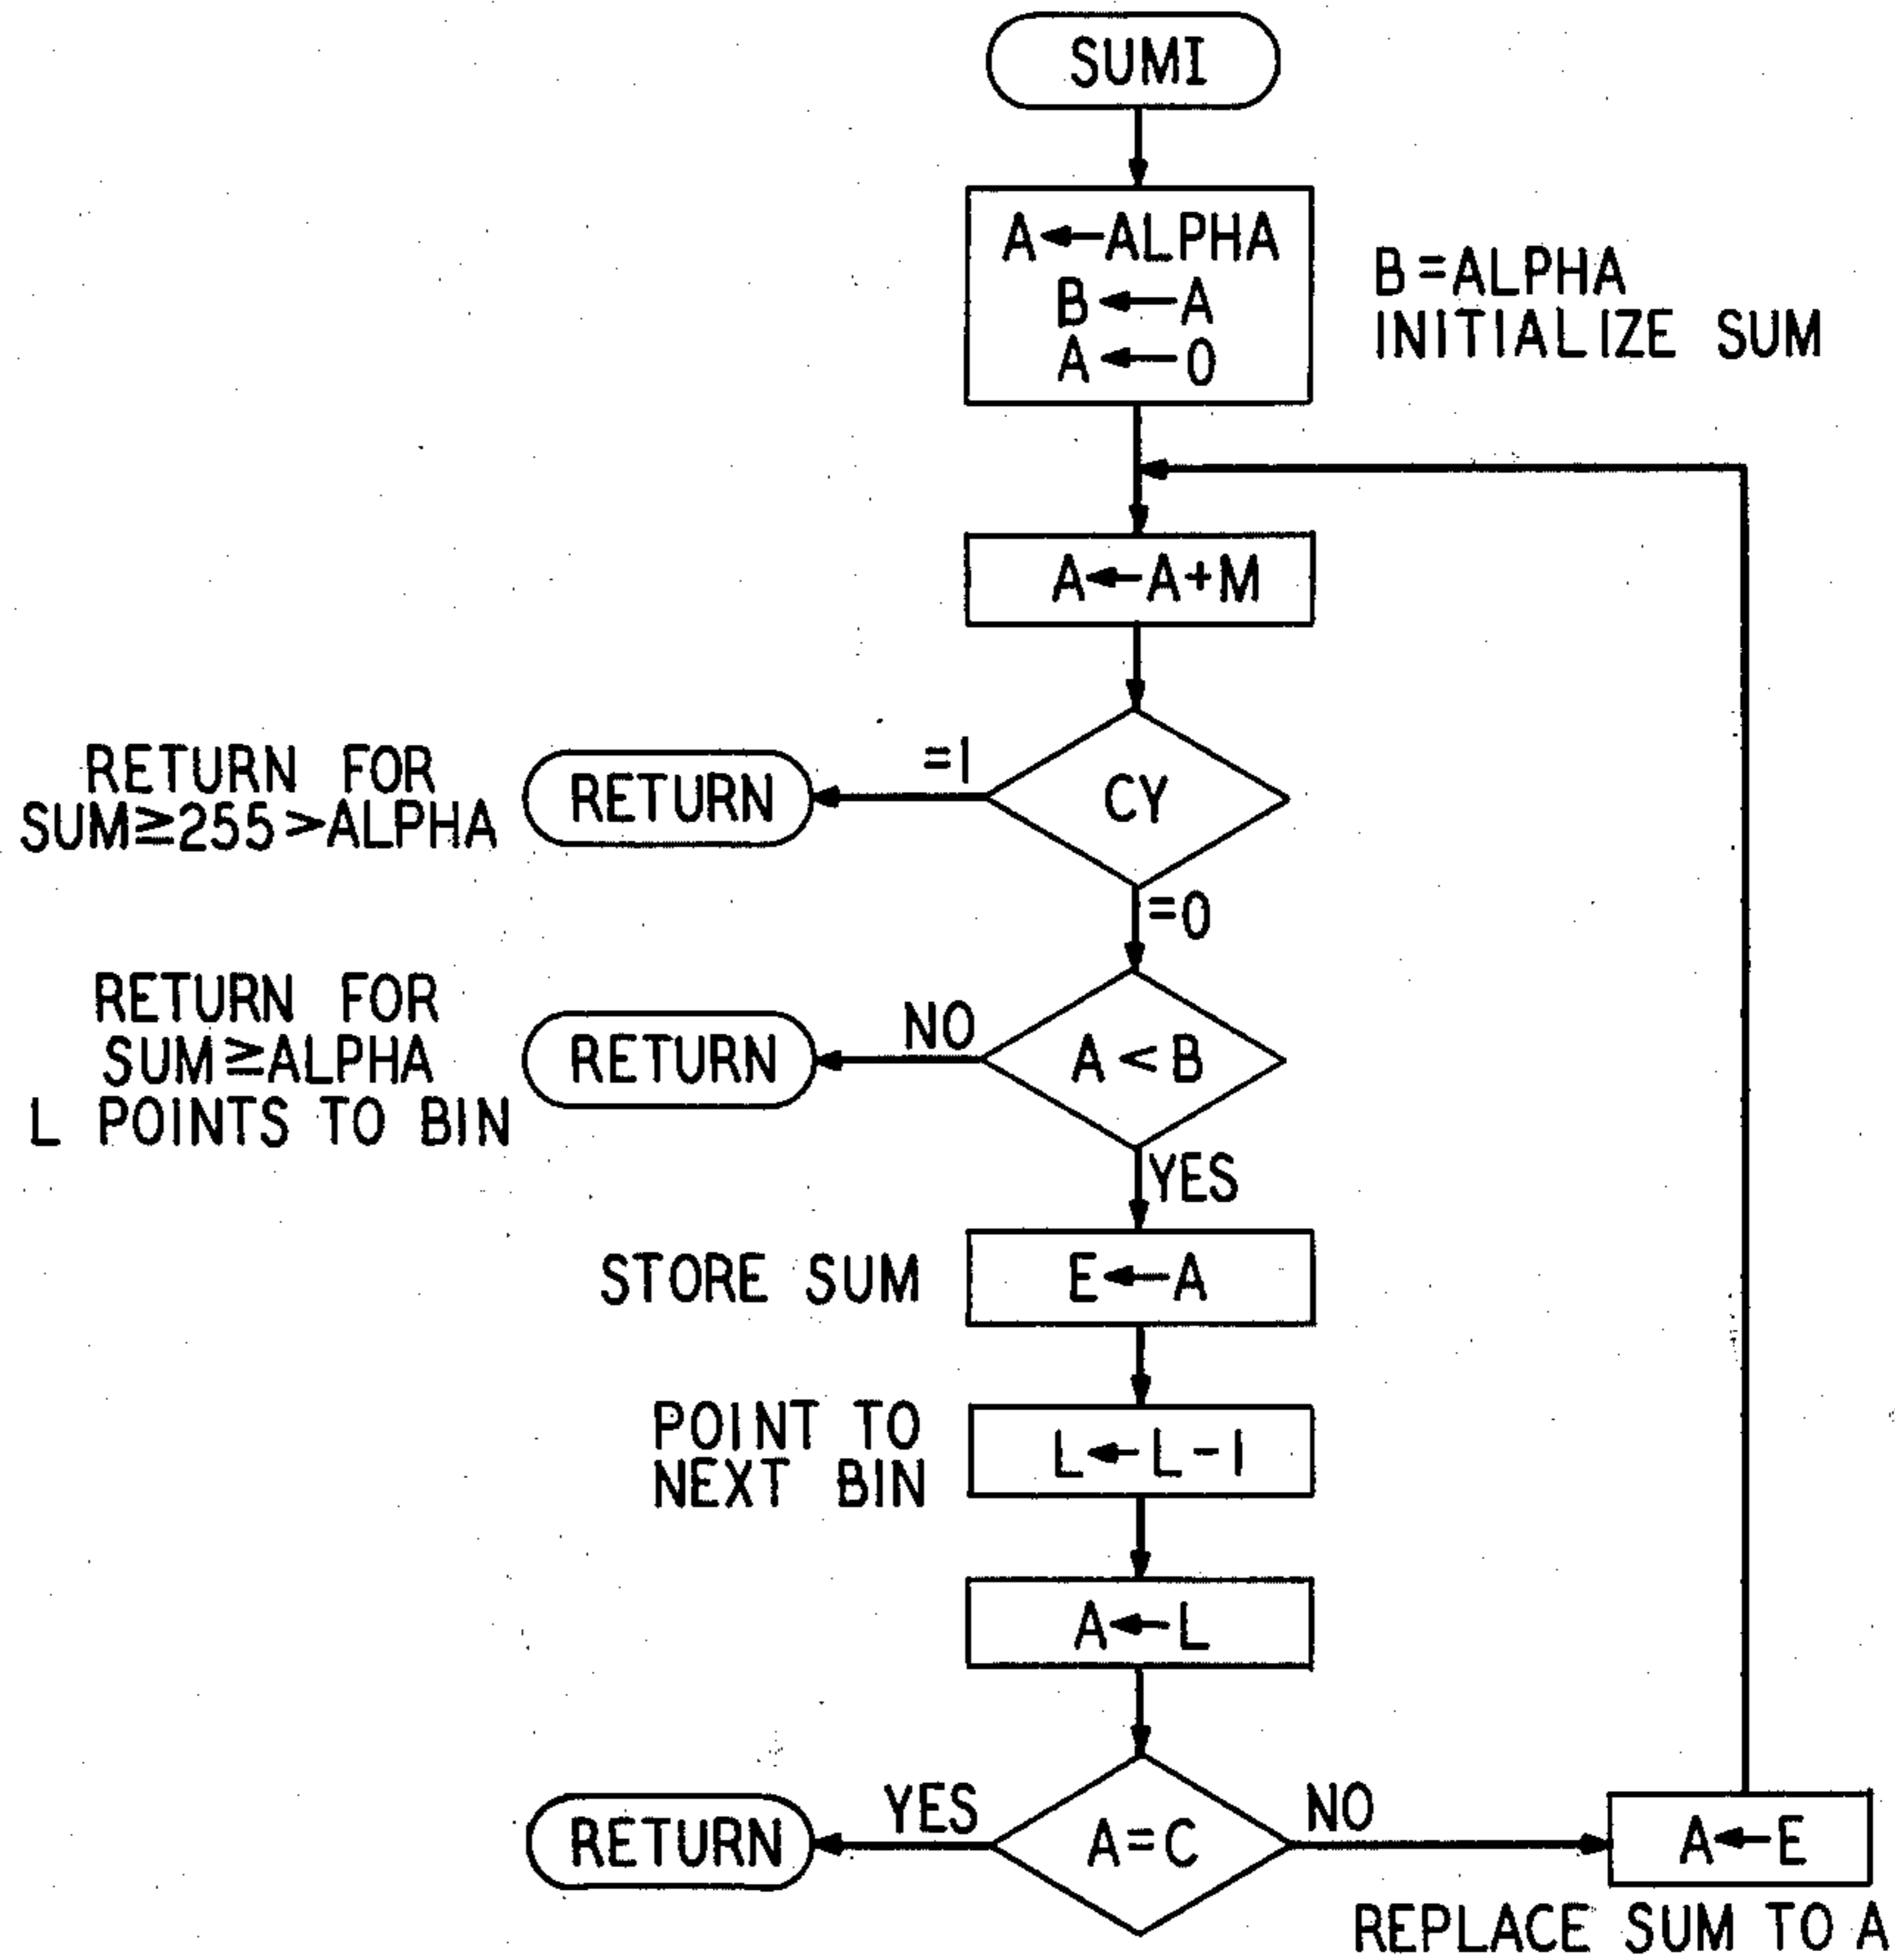 SUMI
A←ALPHA
B←A
A←0
B=ALPHA
INITIALIZE SUM
A←A+M
CY
=1
RETURN
RETURN FOR
SUM≧255>ALPHA
=0
A<B
NO
RETURN
RETURN FOR
SUM≧ALPHA
L POINTS TO BIN
YES
STORE SUM
E←A
POINT TO
NEXT BIN
L←L-1
A←L
A=C
YES
RETURN
NO
A←E
REPLACE SUM TO A